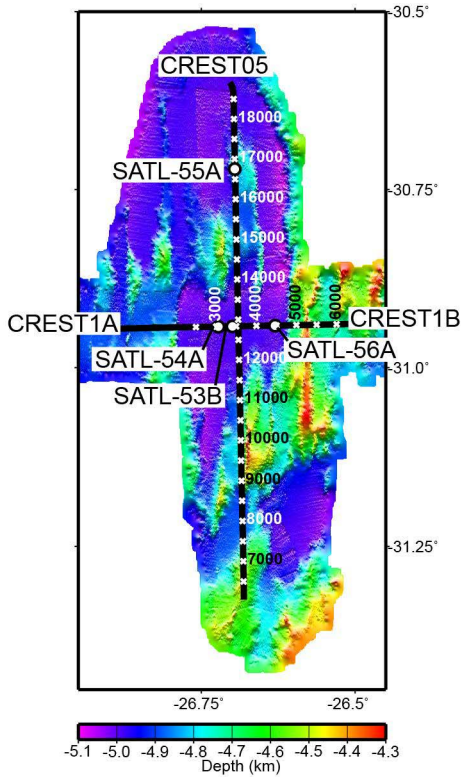 -30.5°
CREST05
18000
17000
SATL-55A
-30.75°
16000
15000
14000
3000
4000
5000
6000
CREST1A
CREST1B
SATL-54A
SATL-56A
-31.0°
12000
SATL-53B
11000
10000
9000
8000
-31.25°
7000
-26.75°
-26.5°
-5.1 -5.0 -4.9 -4.8 -4.7 -4.6 -4.5 -4.4 -4.3
Depth (km)